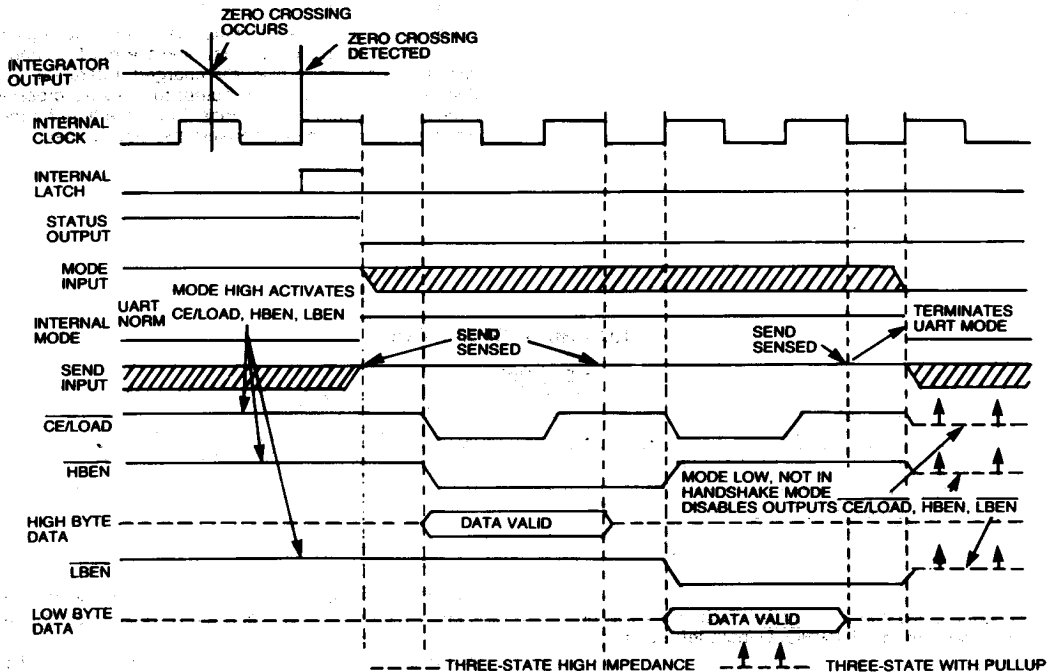 ZERO CROSSING
OCCURS
ZERO CROSSING
DETECTED
INTEGRATOR
OUTPUT
INTERNAL
CLOCK
INTERNAL
LATCH
STATUS
OUTPUT
MODE
INPUT
MODE HIGH ACTIVATES
CE/LOAD, HBEN, LBEN
UART
NORM
INTERNAL
MODE
TERMINATES
UART MODE
SEND
SENSED
SEND
SENSED
SEND
INPUT
CE/LOAD
HBEN
MODE LOW, NOT IN
HANDSHAKE MODE
DISABLES OUTPUTS CE/LOAD, HBEN, LBEN
HIGH BYTE
DATA
DATA VALID
LBEN
LOW BYTE
DATA
DATA VALID
THREE-STATE HIGH IMPEDANCE
THREE-STATE WITH PULLUP